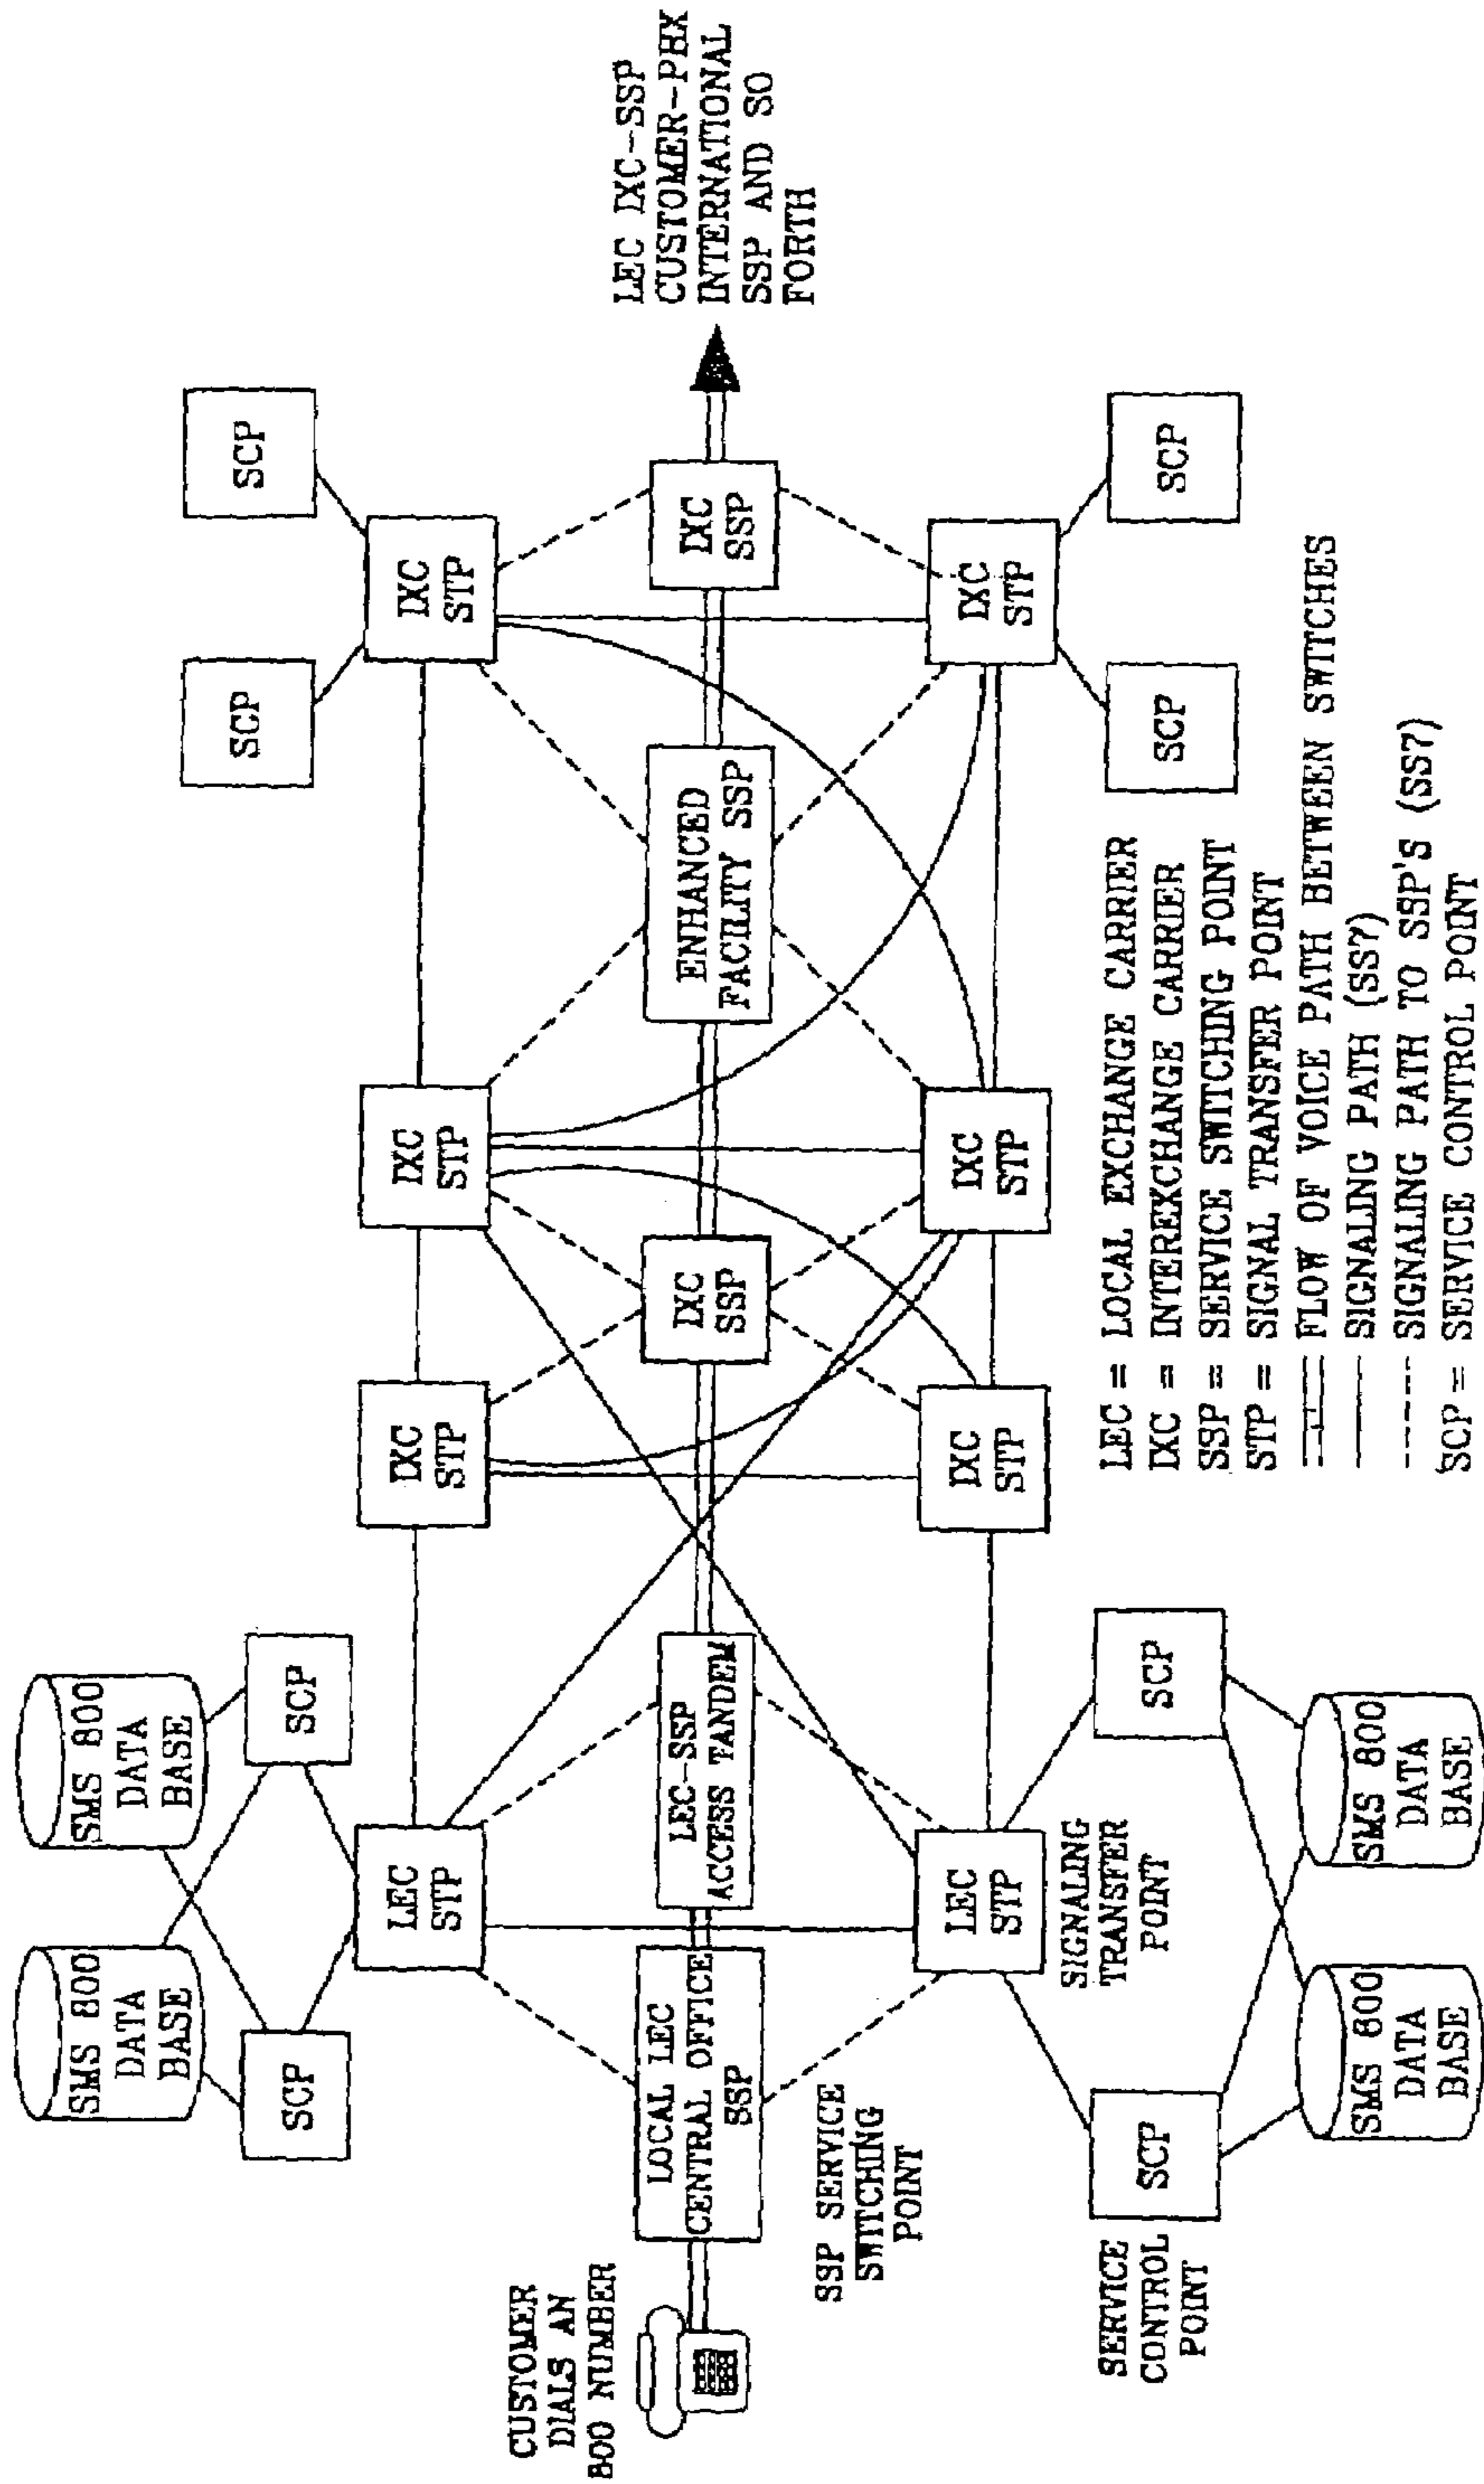 SMS 800
DATA
BASE
SMS 800
DATA
BASE
SCP
SCP
SCP
SCP
LEC
STP
IXC
STP
IXC
STP
IXC
STP
CUSTOMER
DIALS AN
800 NUMBER
LOCAL LEC
CENTRAL OFFICE
SSP
LEC-SSP
ACCESS TANDEM
IXC
SSP
ENHANCED
FACILITY SSP
IXC
SSP
LEC IXC-SSP
CUSTOMER-PBX
INTERNATIONAL
SSP AND SO
FORTH
SSP SERVICE
SWITCHING
POINT
LEC
STP
IXC
STP
IXC
STP
IXC
STP
SIGNALING
TRANSFER
POINT
SERVICE
CONTROL
POINT
SCP
SCP
SCP
SCP
SMS 800
DATA
BASE
SMS 800
DATA
BASE
LEC = LOCAL EXCHANGE CARRIER
IXC = INTEREXCHANGE CARRIER
SSP = SERVICE SWITCHING POINT
STP = SIGNAL TRANSFER POINT
FLOW OF VOICE PATH BETWEEN SWITCHES
SIGNALING PATH (SS7)
SIGNALING PATH TO SSP'S (SS7)
SCP = SERVICE CONTROL POINT